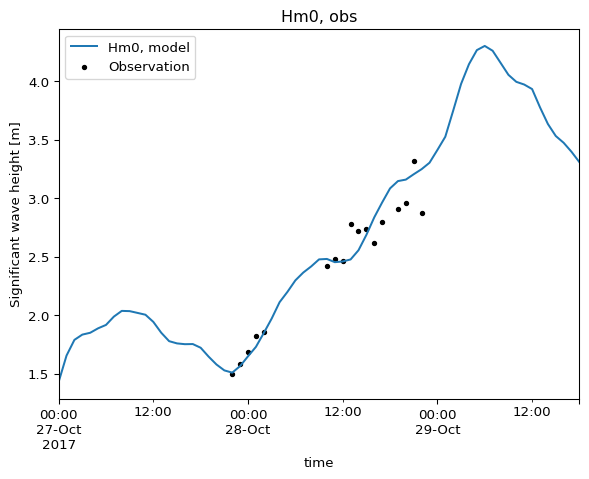 Hm0, obs
Hm0, model
Observation
Significant wave height [m]
4.0
3.5
3.0
2.5
2.0
1.5
00:00 12:00 00:00 12:00 00:00 12:00
27-Oct 28-Oct 29-Oct
2017
time